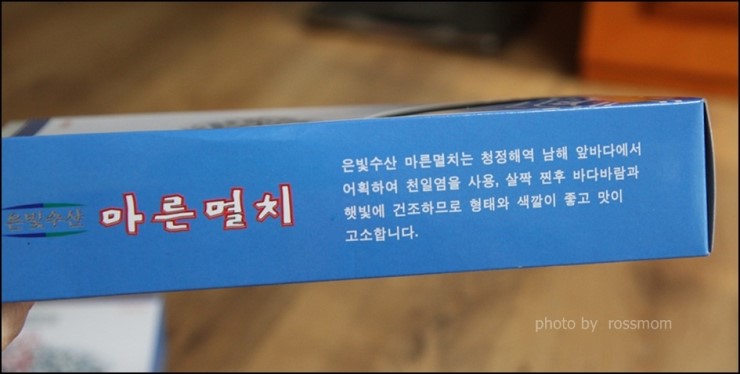 은빛수산
마른멸치
은빛수산 마른멸치는 청정해역 남해 앞바다에서
어획하여 천일염을 사용, 살짝 찐후 바다바람과
햇빛에 건조하므로 형태와 색깔이 좋고 맛이
고소합니다.
photo by rossmom